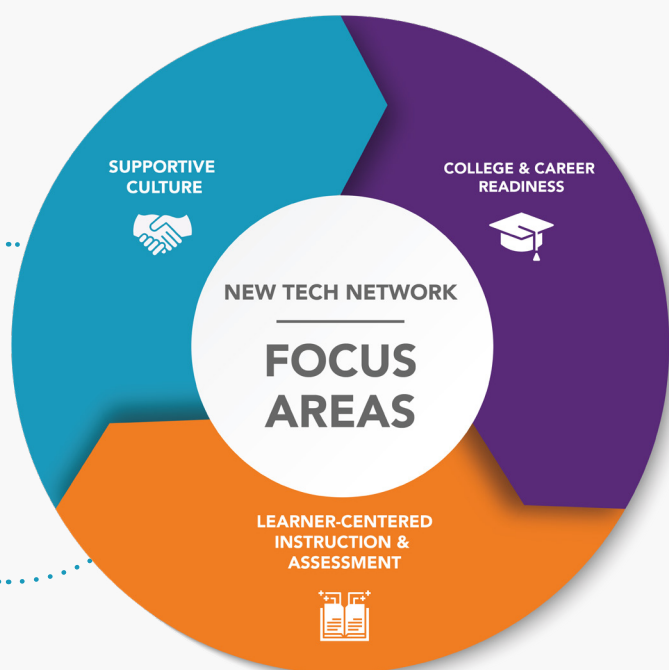 SUPPORTIVE
CULTURE
COLLEGE & CAREER
READINESS
NEW TECH NETWORK
FOCUS
AREAS
LEARNER-CENTERED
INSTRUCTION &
ASSESSMENT